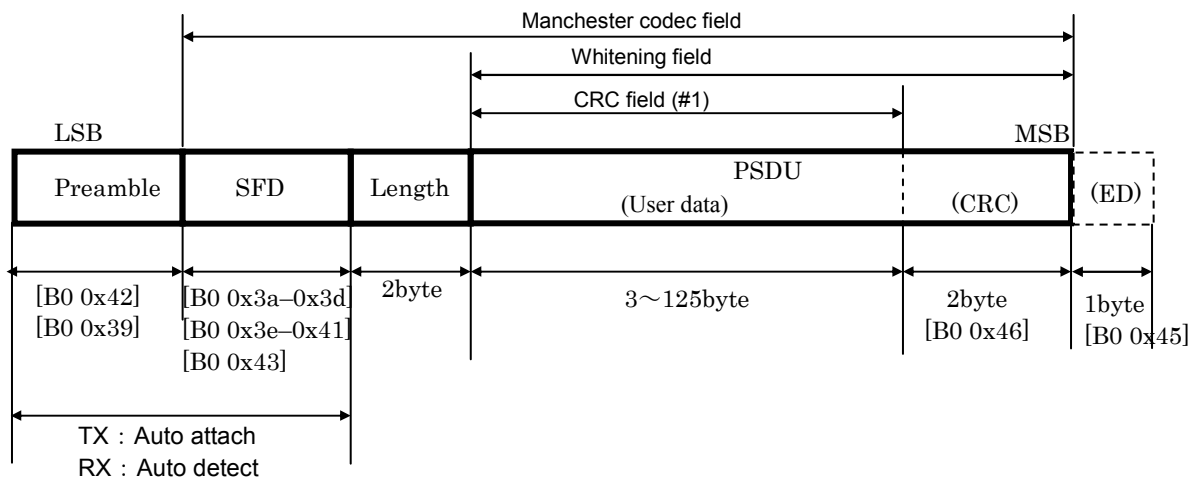 Manchester codec field
Whitening field
CRC field (#1)
LSB
MSB
Preamble
SFD
Length
PSDU
(User data)
(CRC)
(ED)
[B0 0x42]
[B0 0x39]
[B0 0x3a–0x3d]
[B0 0x3e–0x41]
[B0 0x43]
2byte
3～125byte
2byte
[B0 0x46]
1byte
[B0 0x45]
TX : Auto attach
RX : Auto detect